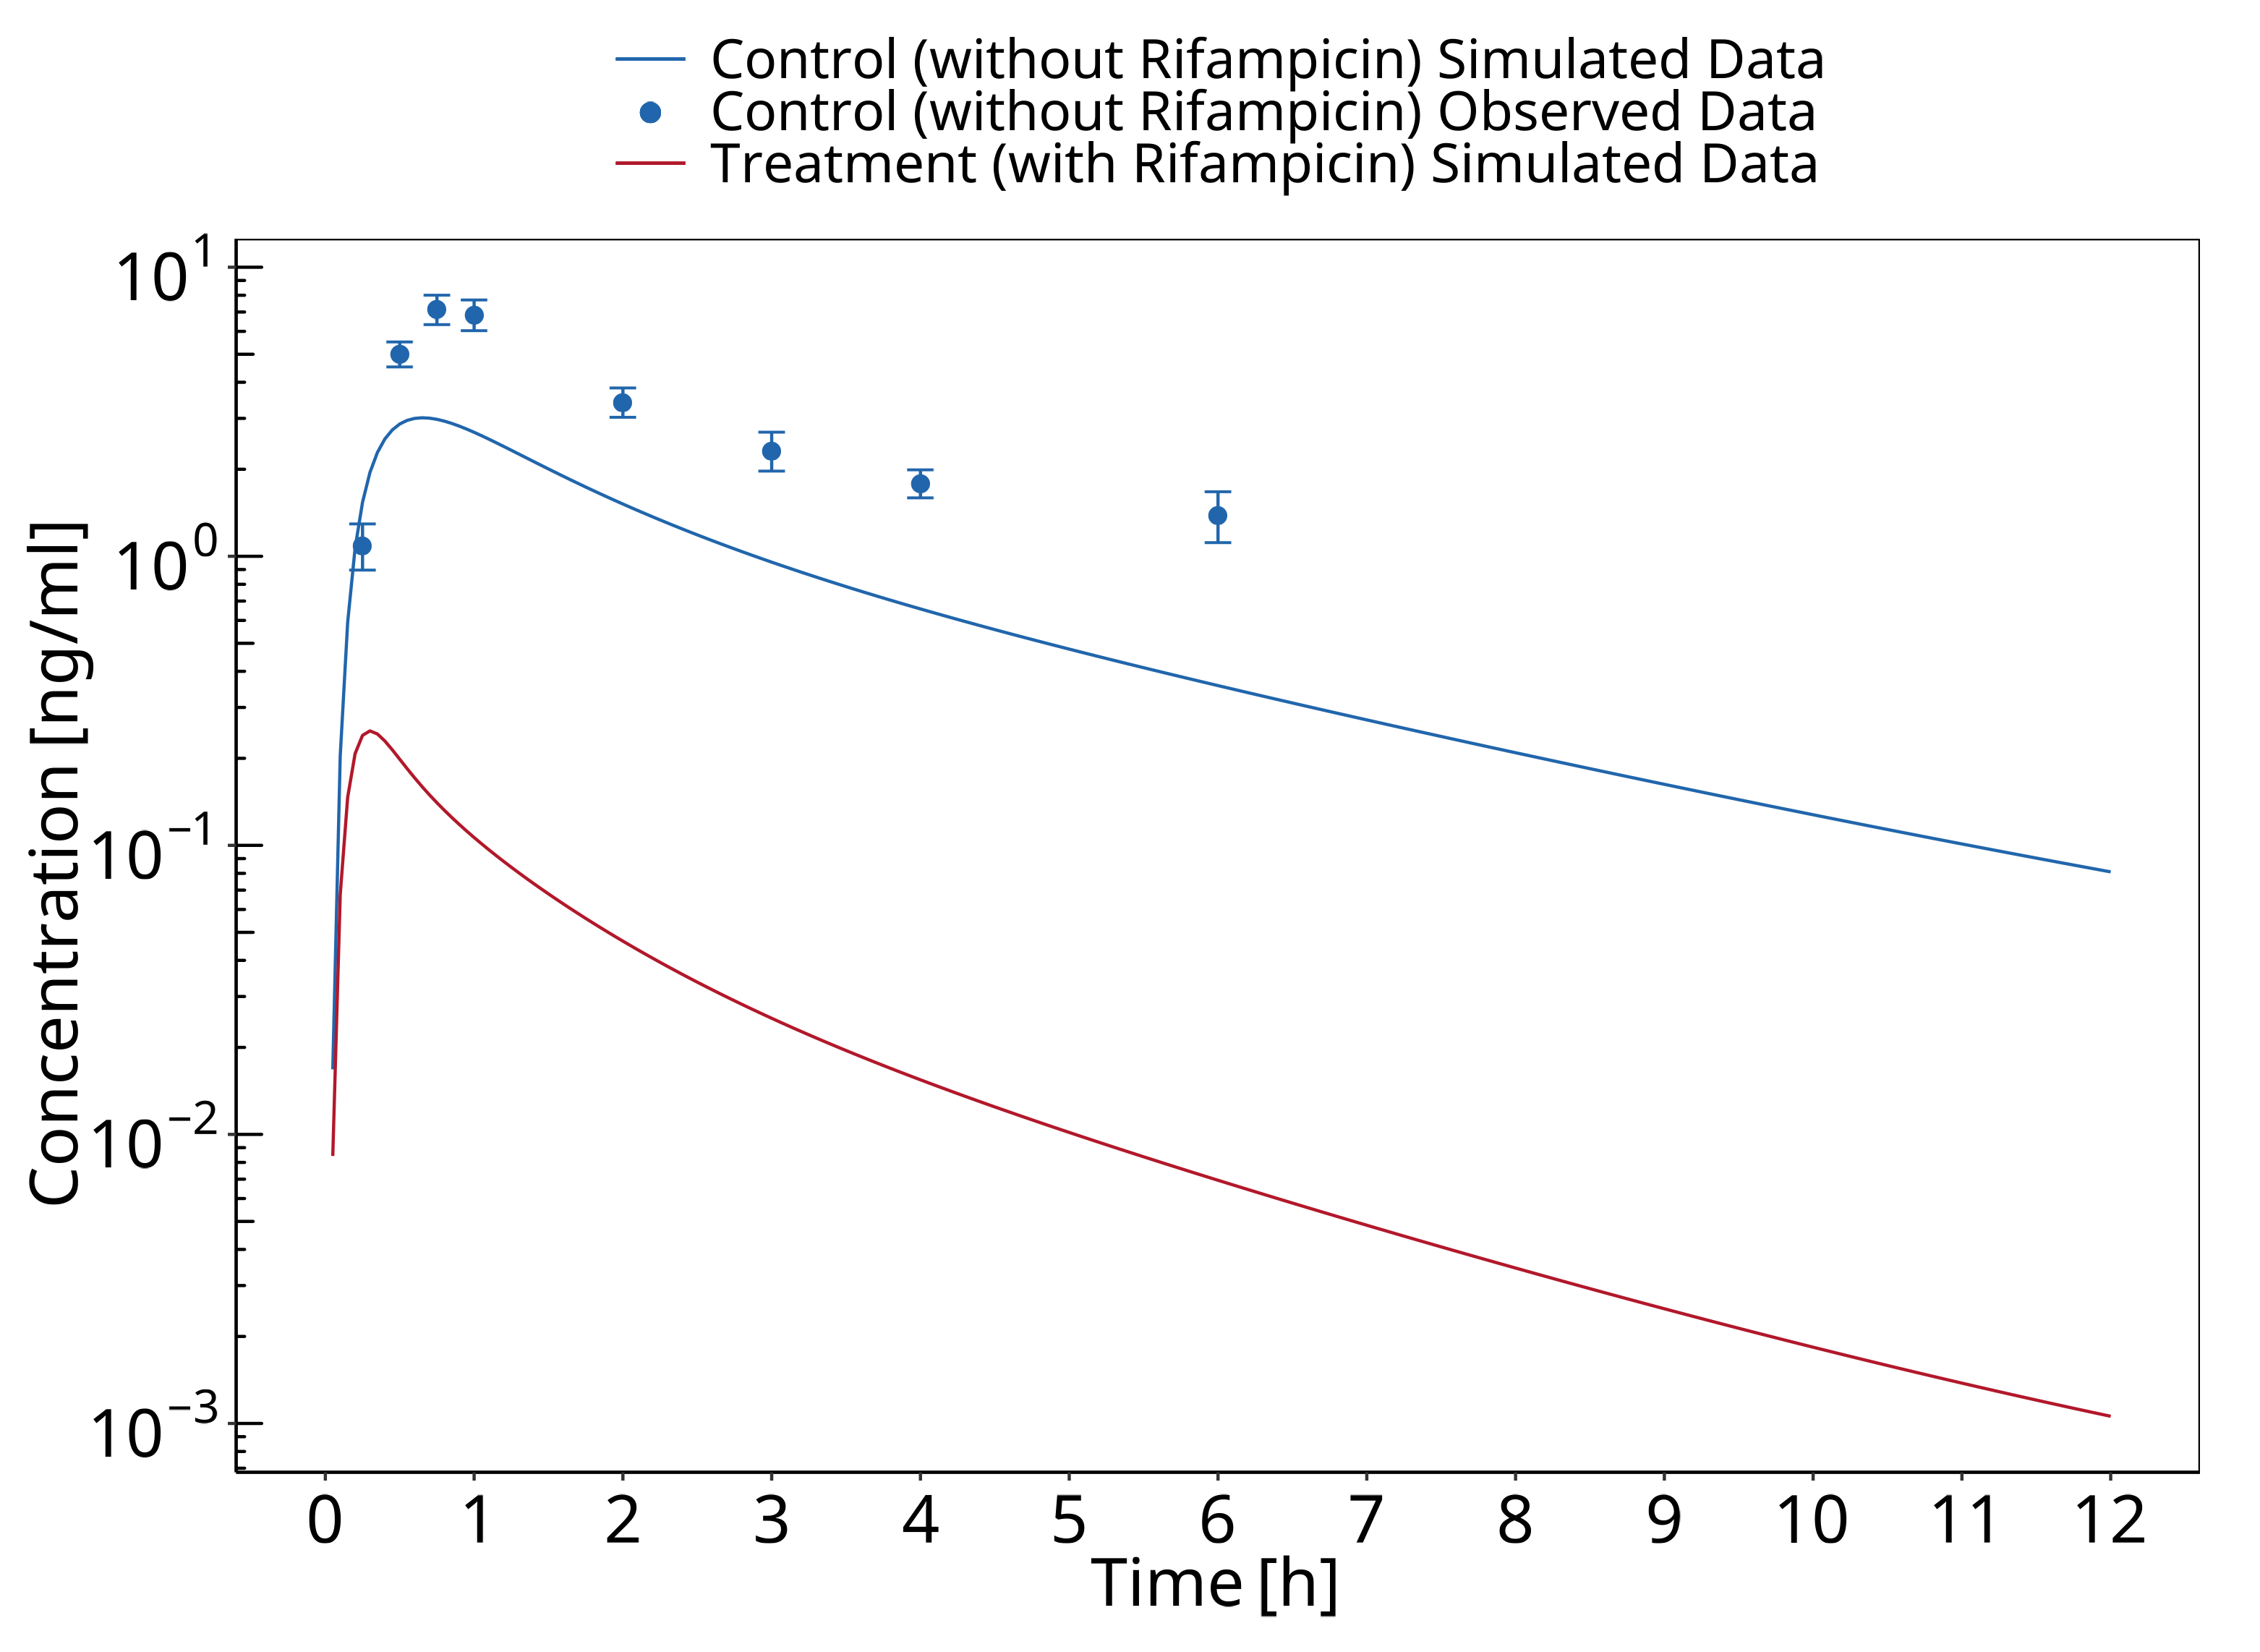 Control (without Rifampicin) Simulated Data
Control (without Rifampicin) Observed Data
Treatment (with Rifampicin) Simulated Data
Concentration [ng/ml]
10^1
10^0
10^−1
10^−2
10^−3
0 1 2 3 4 5 6 7 8 9 10 11 12
Time [h]